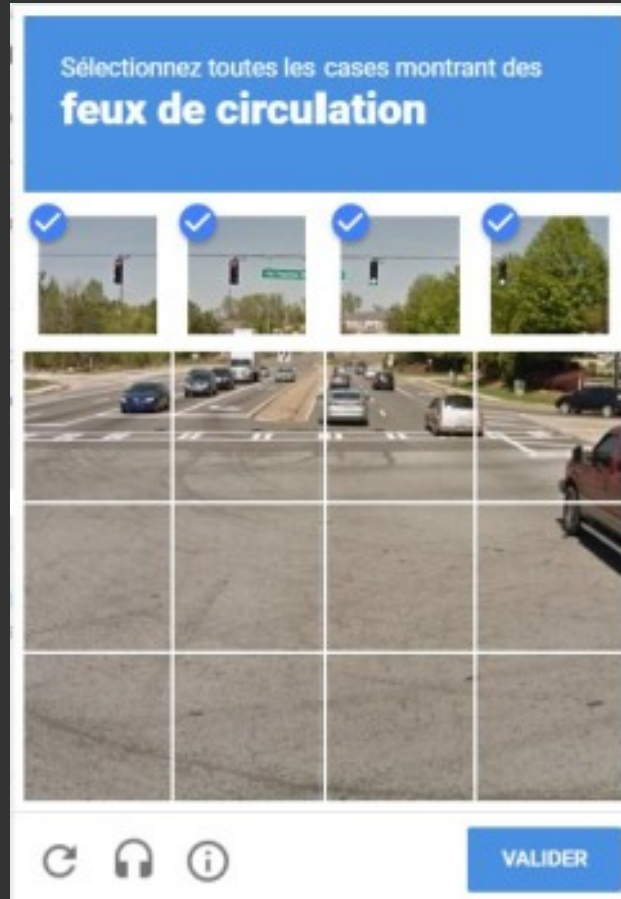 Sélectionnez toutes les cases montrant des
feux de circulation
VALIDER